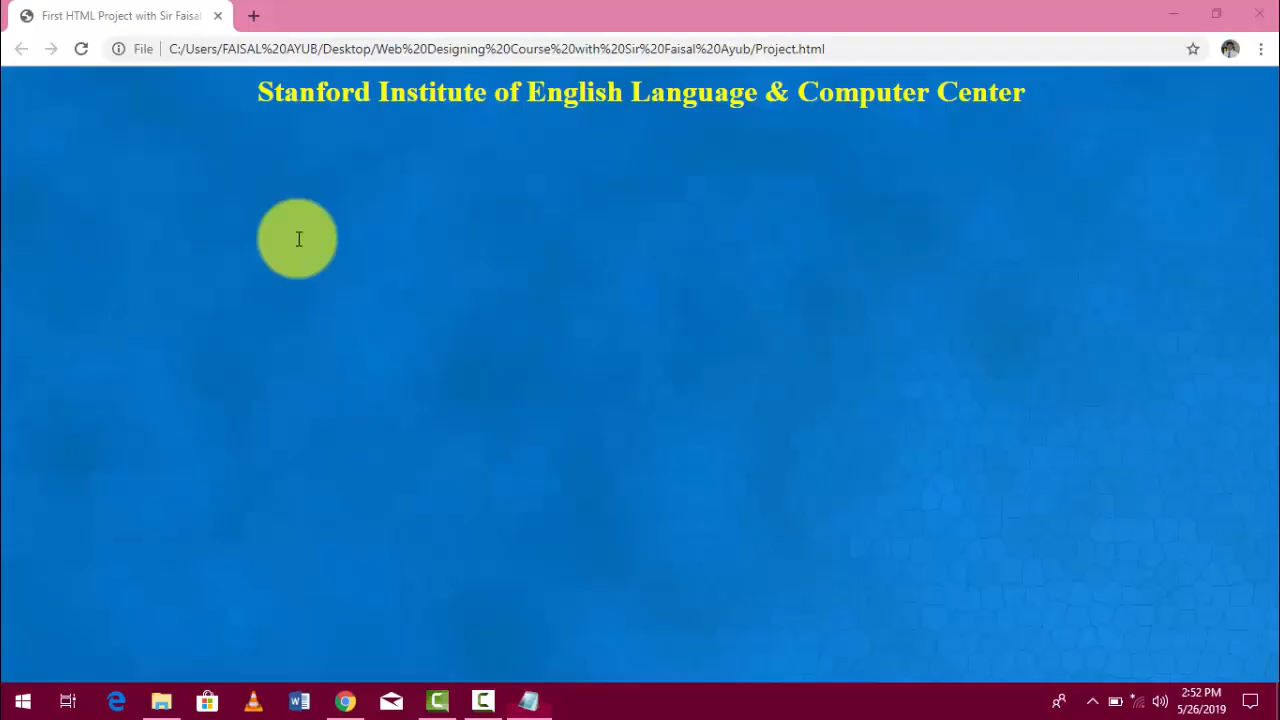 First HTML Project with Sir Faisal
File
C:/Users/FAISAL%20AYUB/Desktop/Web%20Designing%20Course%20with%20Sir%20Faisal%20Ayub/Project.html
Stanford Institute of English Language & Computer Center
2:52 PM
5/26/2019